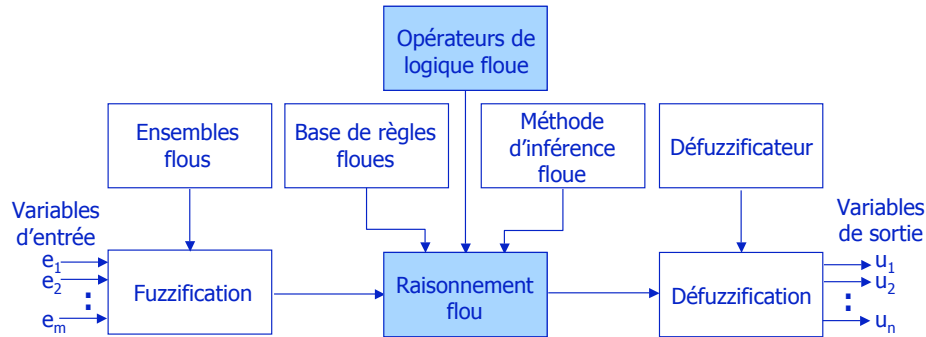 Opérateurs de
logique floue
Ensembles
flous
Base de règles
floues
Méthode
d'inférence
floue
Défuzzificateur
Variables
d'entrée
e1
e2
:
em
Fuzzification
Raisonnement
flou
Défuzzification
Variables
de sortie
u1
u2
:
un